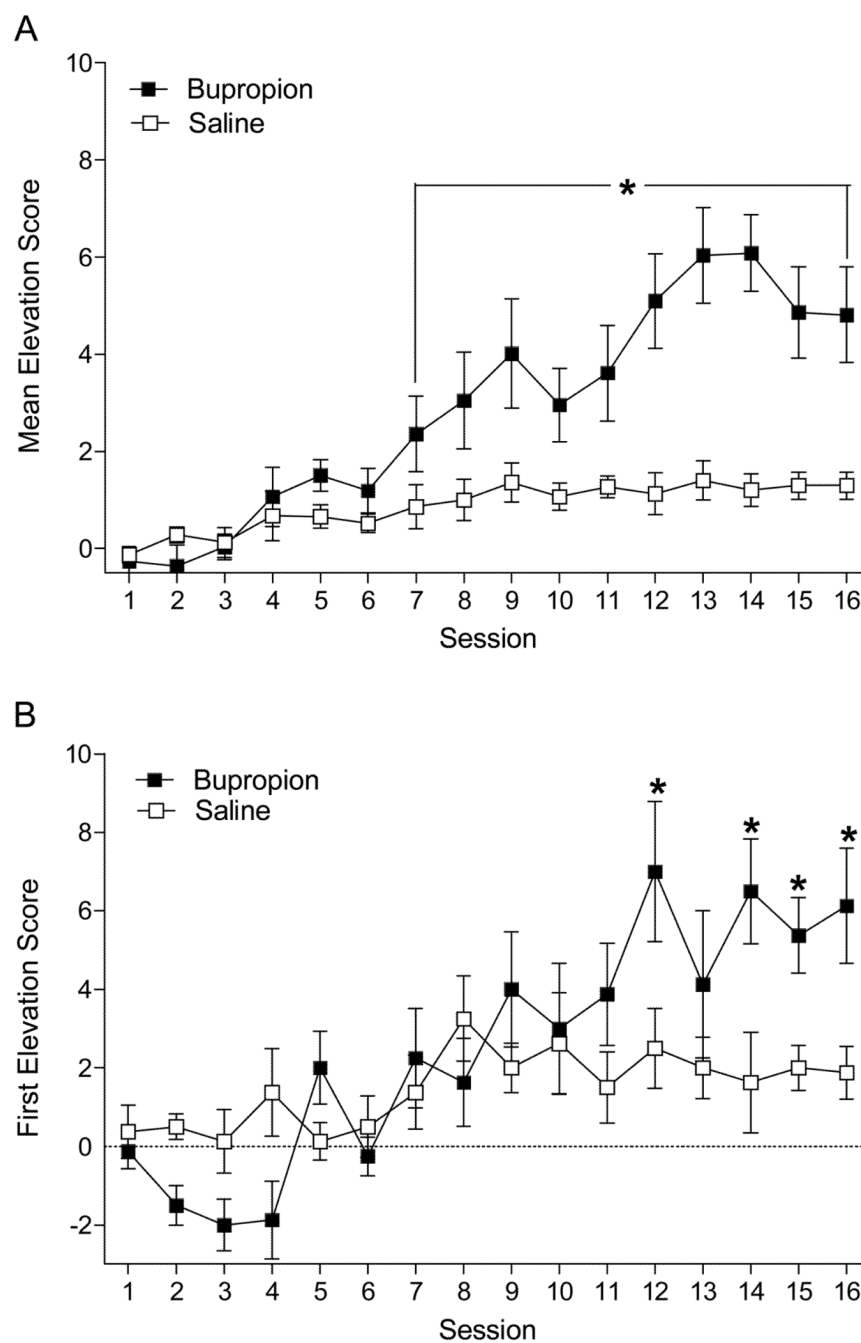 A
10
8
6
4
2
0
Mean Elevation Score
Bupropion
Saline
*
1 2 3 4 5 6 7 8 9 10 11 12 13 14 15 16
Session
B
10
8
6
4
2
0
-2
First Elevation Score
Bupropion
Saline
* * * *
1 2 3 4 5 6 7 8 9 10 11 12 13 14 15 16
Session